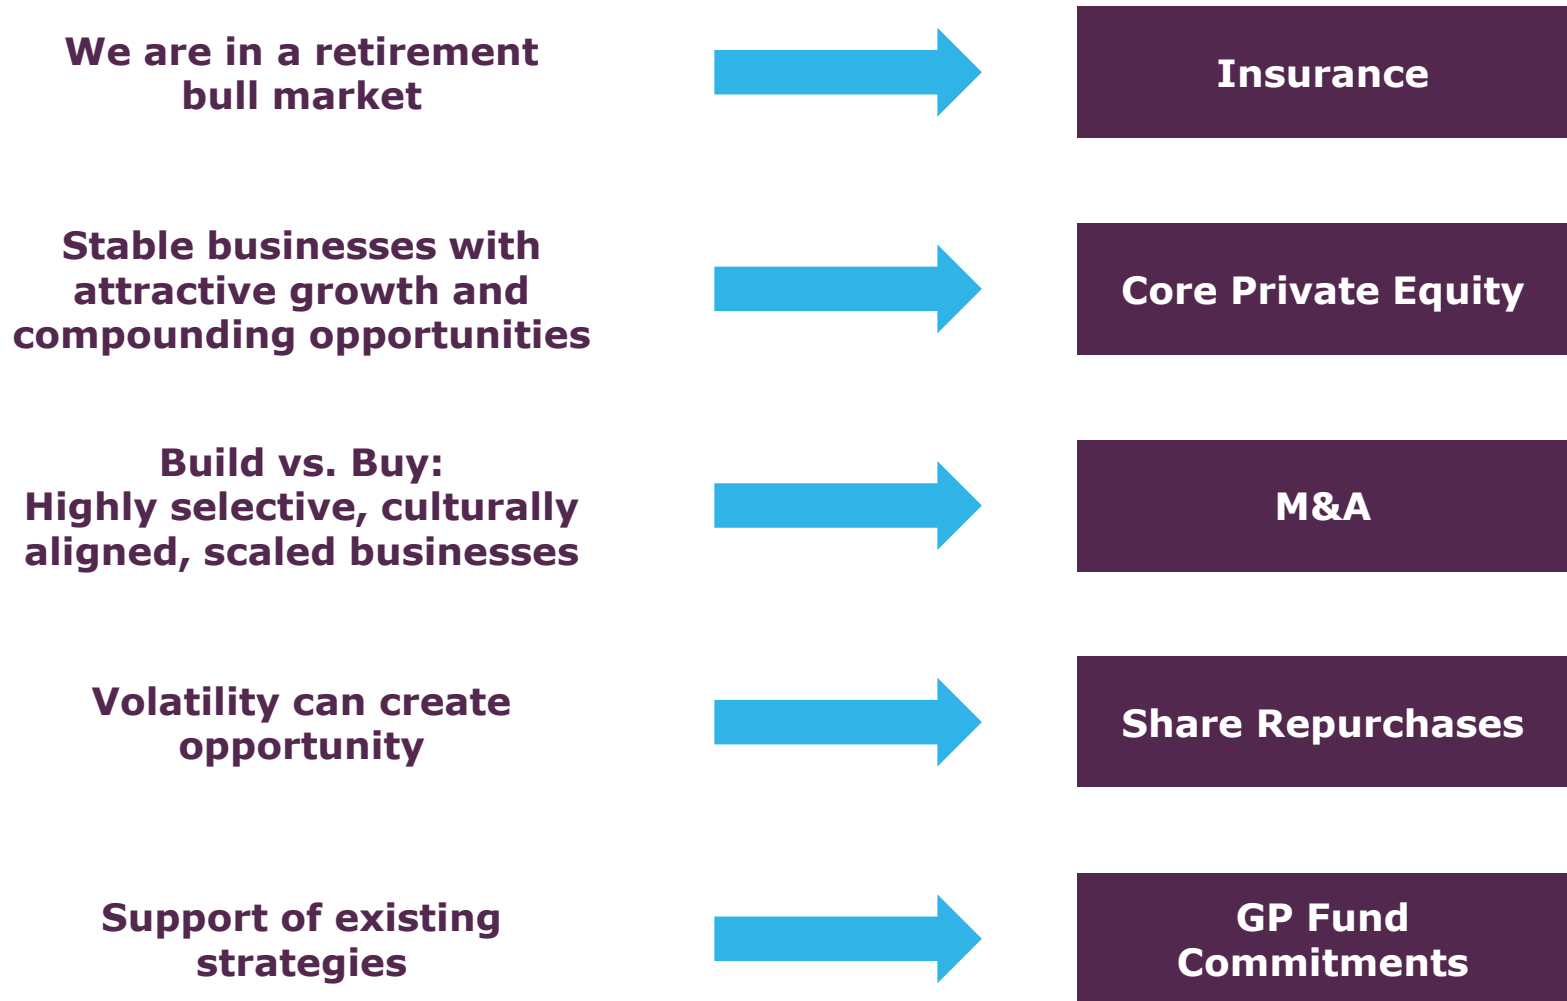 We are in a retirement
bull market
Insurance
Stable businesses with
attractive growth and
compounding opportunities
Core Private Equity
Build vs. Buy:
Highly selective, culturally
aligned, scaled businesses
M&A
Volatility can create
opportunity
Share Repurchases
Support of existing
strategies
GP Fund
Commitments